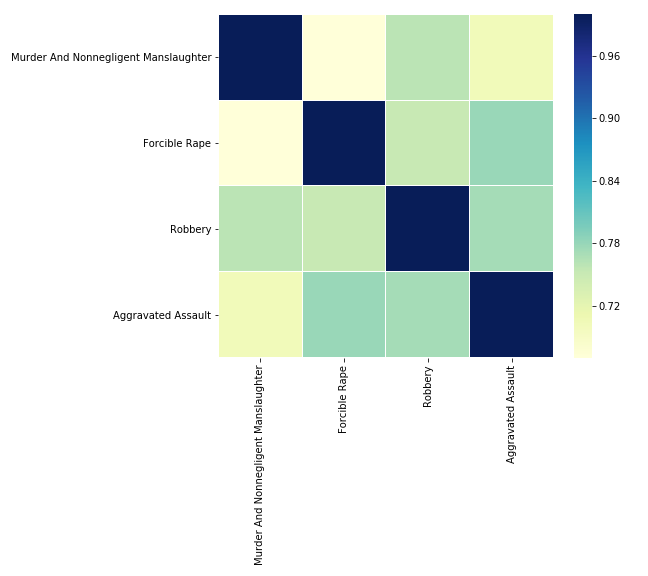 Murder And Nonnegligent Manslaughter
Forcible Rape
Robbery
Aggravated Assault
0.96
0.90
0.84
0.78
0.72
Murder And Nonnegligent Manslaughter
Forcible Rape
Robbery
Aggravated Assault